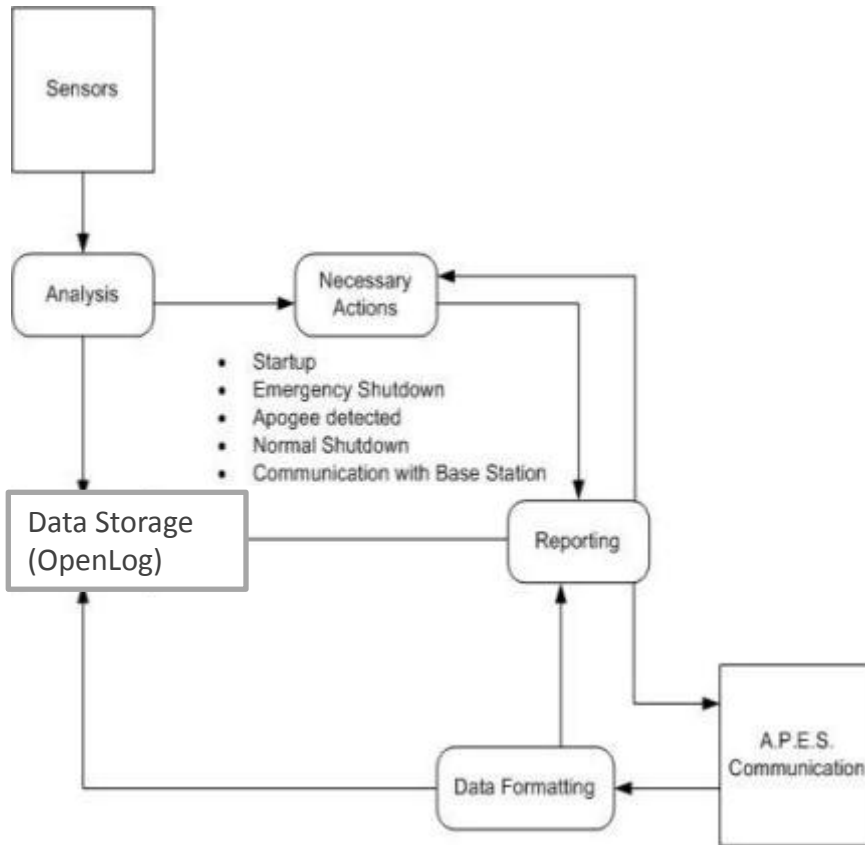 Sensors
Analysis
Necessary
Actions
• Startup
• Emergency Shutdown
• Apogee detected
• Normal Shutdown
• Communication with Base Station
Data Storage
(OpenLog)
Reporting
A.P.E.S.
Communication
Data Formatting